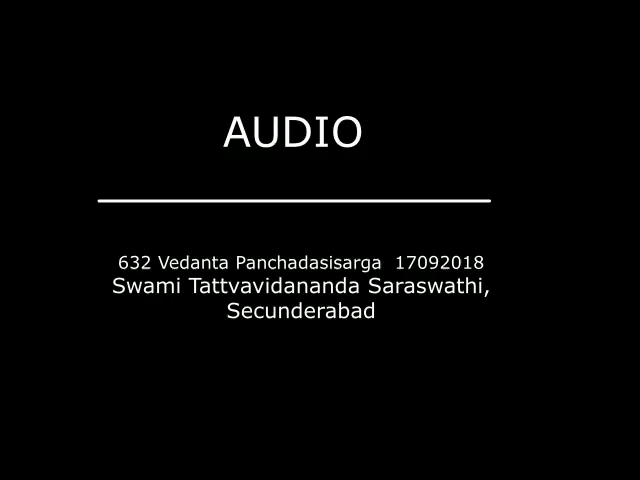 AUDIO
632 Vedanta Panchadasisarga  17092018
Swami Tattvavidananda Saraswathi,
Secunderabad